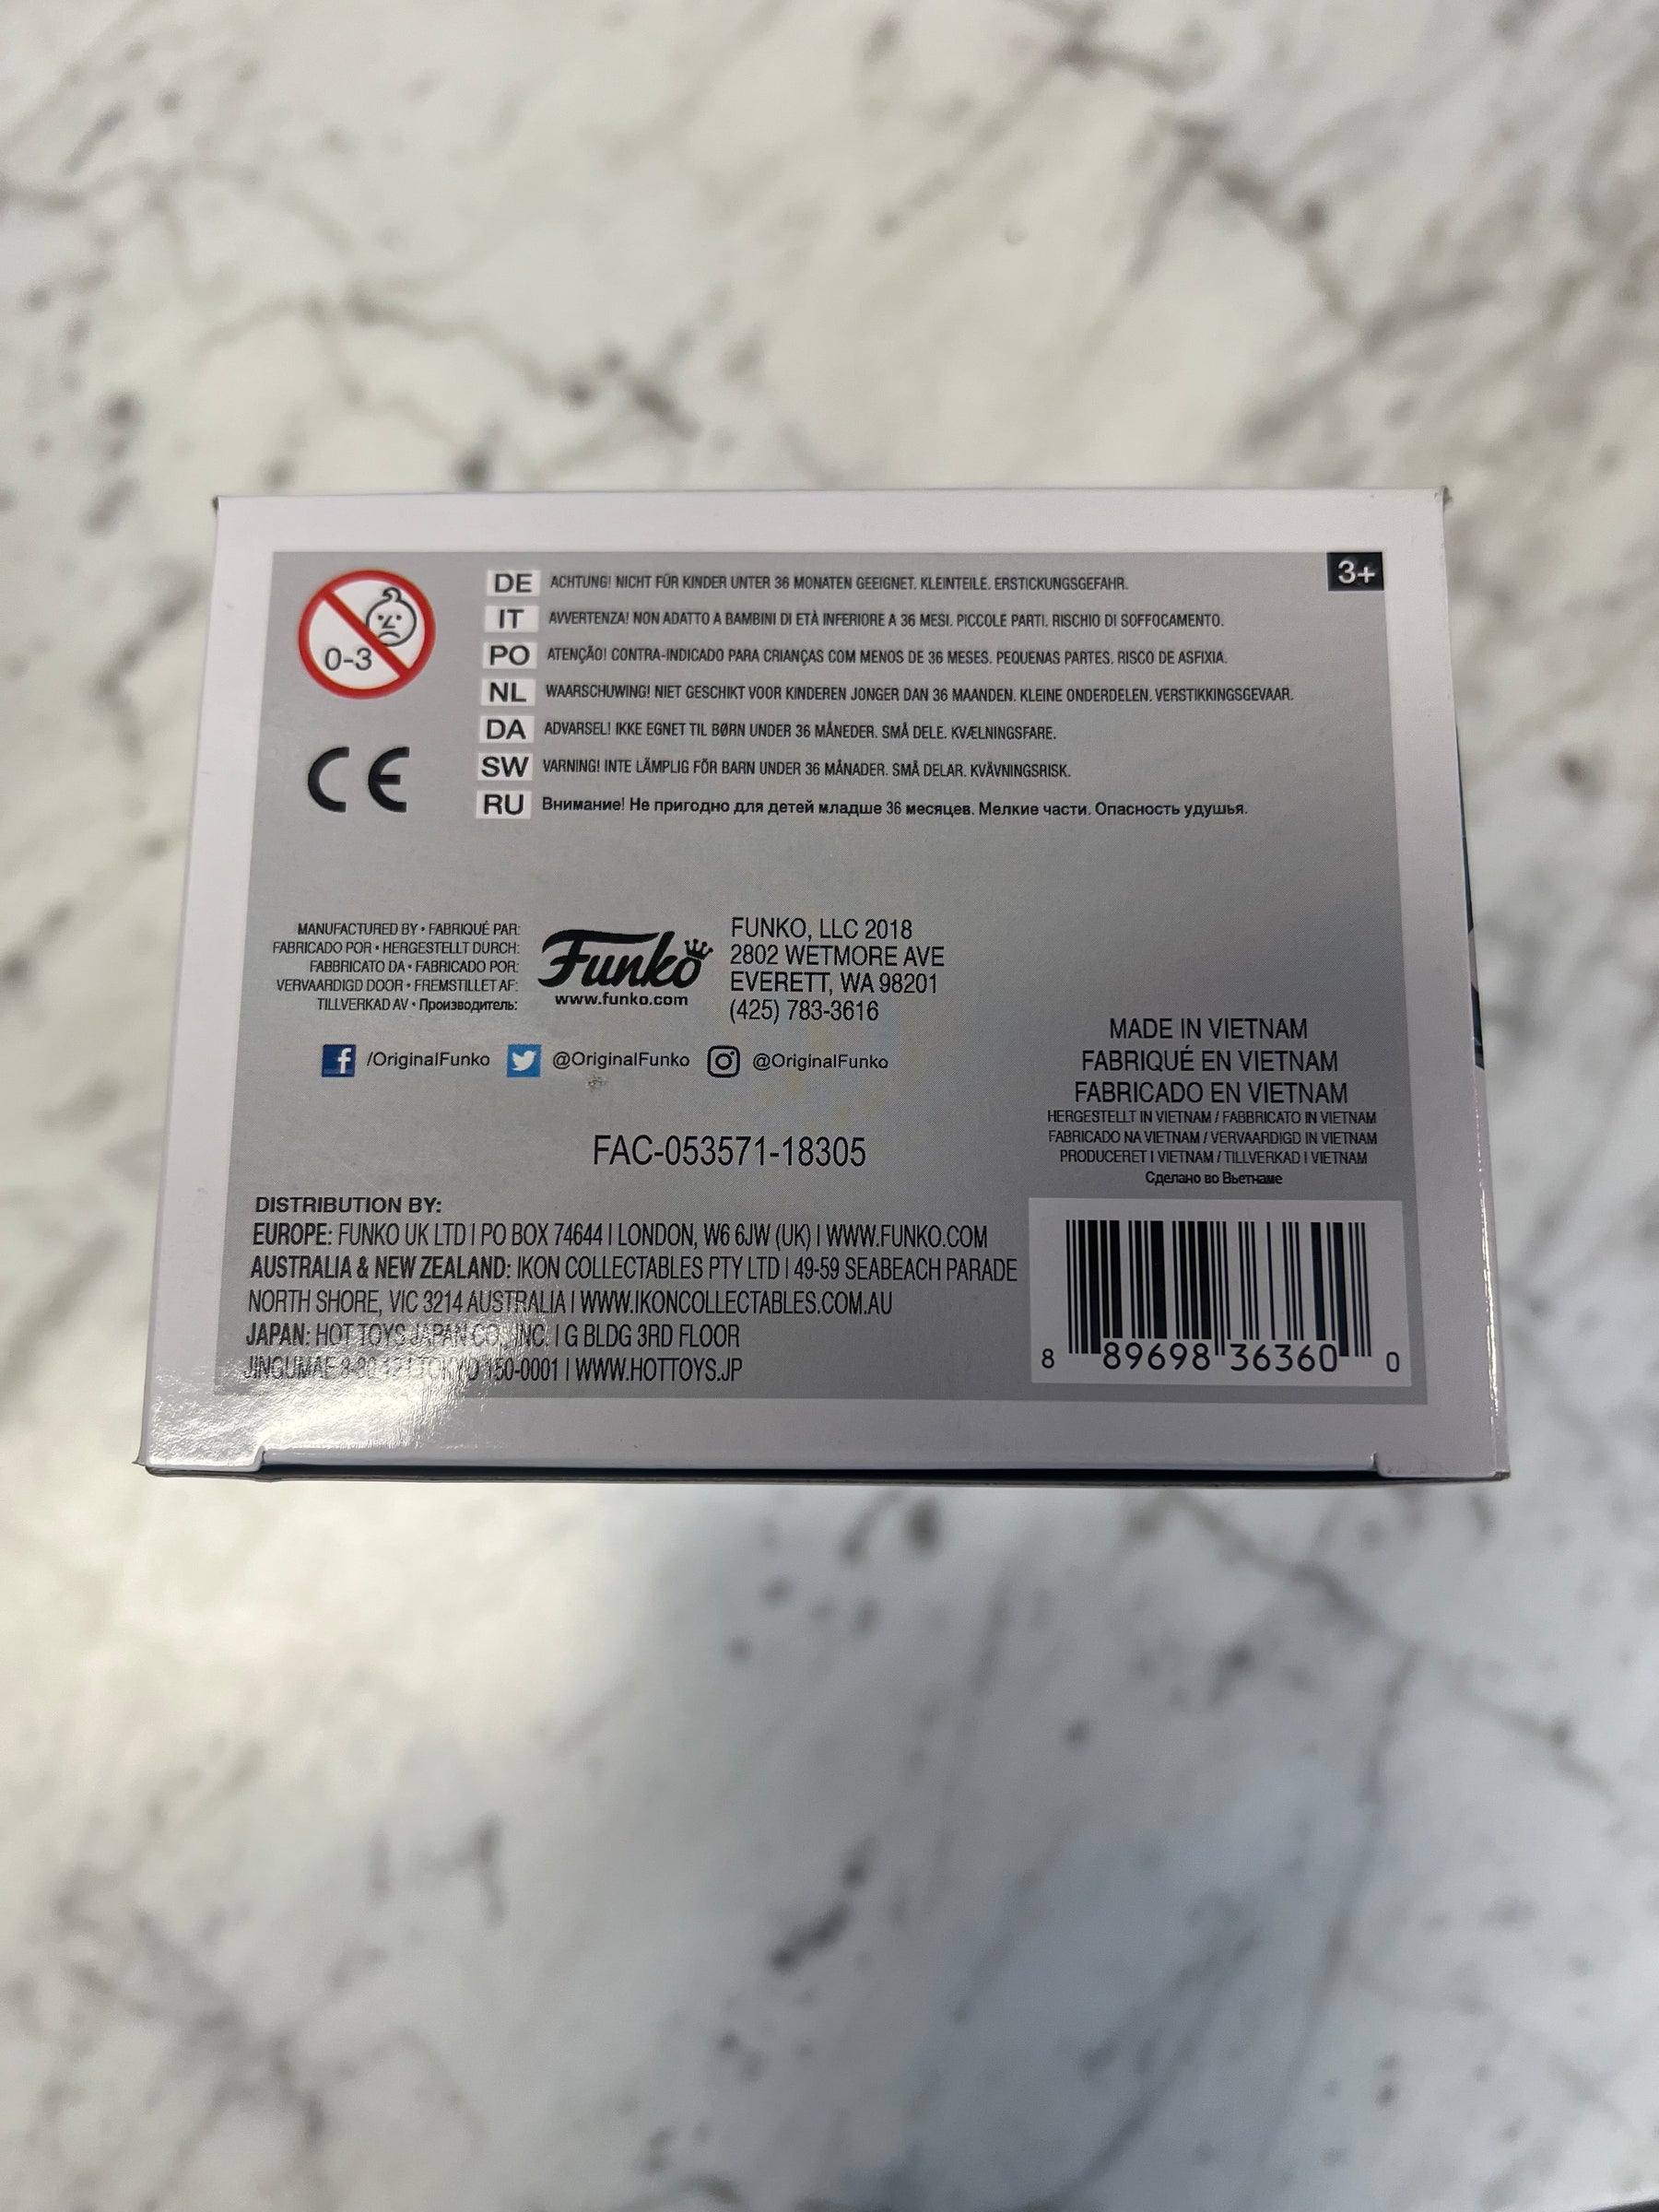 3+
0-3
DE ACHTUNG! NICHT FÜR KINDER UNTER 36 MONATEN GEEIGNET. KLEINTEILE. ERSTICKUNGSGEFAHR.
IT AVVERTENZA! NON ADATTO A BAMBINI DI ETÀ INFERIORE A 36 MESI. PICCOLE PARTI. RISCHIO DI SOFFOCAMENTO.
PO ATENÇÃO! CONTRA-INDICADO PARA CRIANÇAS COM MENOS DE 36 MESES. PEQUENAS PARTES. RISCO DE ASFIXIA.
NL WAARSCHUWING! NIET GESCHIKT VOOR KINDEREN JONGER DAN 36 MAANDEN. KLEINE ONDERDELEN. VERSTIKKINGSGEVAAR.
DA ADVARSEL! IKKE EGNET TIL BØRN UNDER 36 MÅNEDER. SMÅ DELE. KVÆLNINGSFARE.
SW VARNING! INTE LÄMPLIG FÖR BARN UNDER 36 MÅNADER. SMÅ DELAR. KVÄVNINGSRISK.
RU Внимание! Не пригодно для детей младше 36 месяцев. Мелкие части. Опасность удушья.
CE
MANUFACTURED BY • FABRIQUÉ PAR:
FABRICADO POR • HERGESTELLT DURCH:
FABBRICATO DA • FABRICADO POR:
VERVAARDIGD DOOR • FREMSTILLET AF:
TILLVERKAD AV • Производитель:
Funko
www.funko.com
FUNKO, LLC 2018
2802 WETMORE AVE
EVERETT, WA 98201
(425) 783-3616
/OriginalFunko @OriginalFunko @OriginalFunko
MADE IN VIETNAM
FABRIQUÉ EN VIETNAM
FABRICADO EN VIETNAM
HERGESTELLT IN VIETNAM / FABBRICATO IN VIETNAM
FABRICADO NA VIETNAM / VERVAARDIGD IN VIETNAM
PRODUCERET I VIETNAM / TILLVERKAD I VIETNAM
Сделано во Вьетнаме
FAC-053571-18305
DISTRIBUTION BY:
EUROPE: FUNKO UK LTD | PO BOX 74644 | LONDON, W6 6JW (UK) | WWW.FUNKO.COM
AUSTRALIA & NEW ZEALAND: IKON COLLECTABLES PTY LTD | 49-59 SEABEACH PARADE
NORTH SHORE, VIC 3214 AUSTRALIA | WWW.IKONCOLLECTABLES.COM.AU
JAPAN: HOT TOYS JAPAN CO., INC. | G BLDG 3RD FLOOR
JINGUMAE TOKYO 150-0001 | WWW.HOTTOYS.JP
8 89698 36360 0